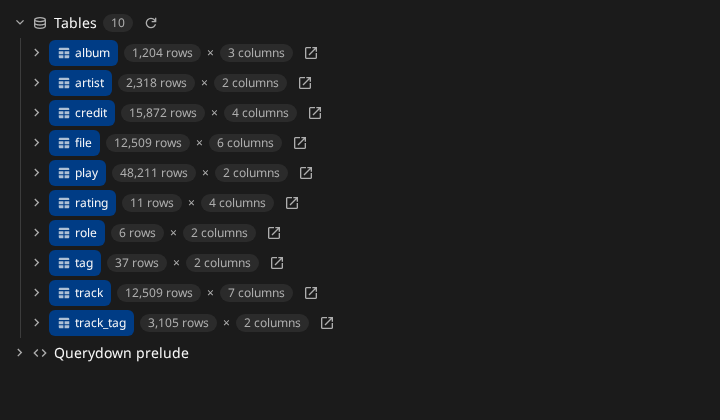 Tables 10
album 1,204 rows × 3 columns
artist 2,318 rows × 2 columns
credit 15,872 rows × 4 columns
file 12,509 rows × 6 columns
play 48,211 rows × 2 columns
rating 11 rows × 4 columns
role 6 rows × 2 columns
tag 37 rows × 2 columns
track 12,509 rows × 7 columns
track_tag 3,105 rows × 2 columns
Querydown prelude